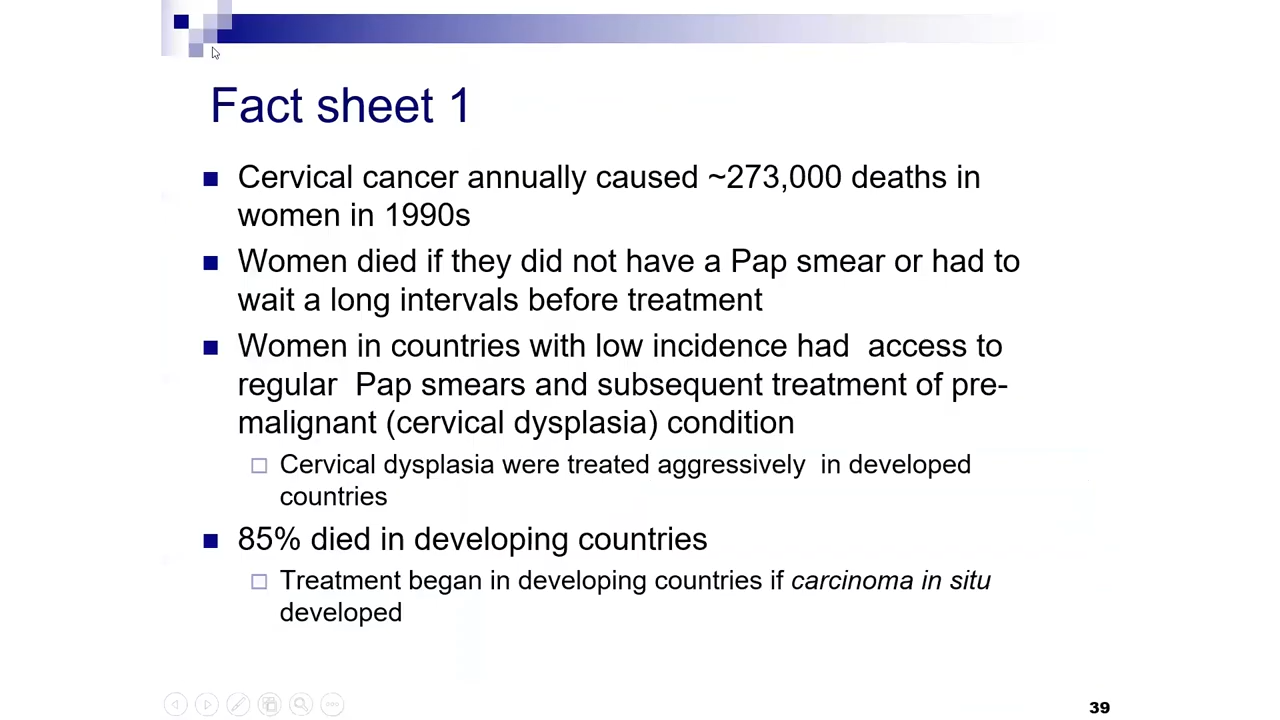 Fact sheet 1
Cervical cancer annually caused ~273,000 deaths in
women in 1990s
Women died if they did not have a Pap smear or had to
wait a long intervals before treatment
Women in countries with low incidence had  access to
regular  Pap smears and subsequent treatment of pre-
malignant (cervical dysplasia) condition
Cervical dysplasia were treated aggressively  in developed
countries
85% died in developing countries
Treatment began in developing countries if carcinoma in situ
developed
39